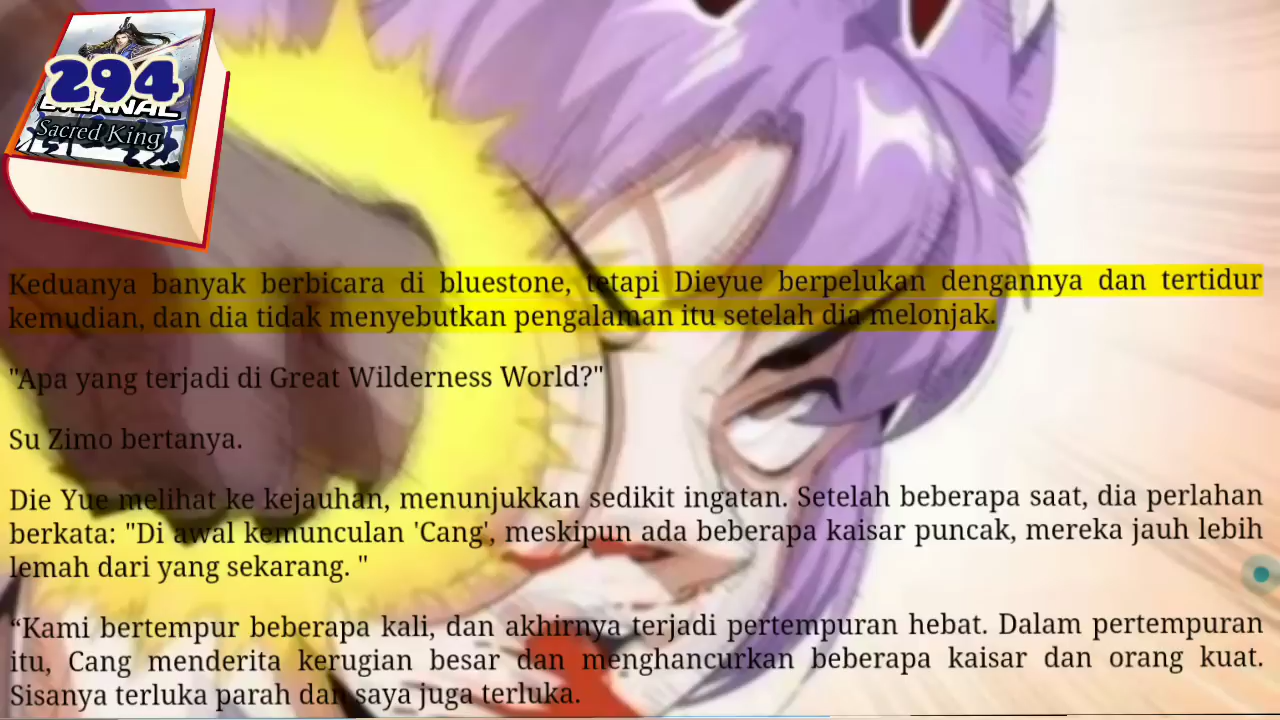 294
ETERNAL
Sacred King
Keduanya banyak berbicara di bluestone, tetapi Dieyue berpelukan dengannya dan tertidur
kemudian, dan dia tidak menyebutkan pengalaman itu setelah dia melonjak.
"Apa yang terjadi di Great Wilderness World?"
Su Zimo bertanya.
Die Yue melihat ke kejauhan, menunjukkan sedikit ingatan. Setelah beberapa saat, dia perlahan
berkata: "Di awal kemunculan 'Cang', meskipun ada beberapa kaisar puncak, mereka jauh lebih
lemah dari yang sekarang. "
“Kami bertempur beberapa kali, dan akhirnya terjadi pertempuran hebat. Dalam pertempuran
itu, Cang menderita kerugian besar dan menghancurkan beberapa kaisar dan orang kuat.
Sisanya terluka parah dan saya juga terluka.